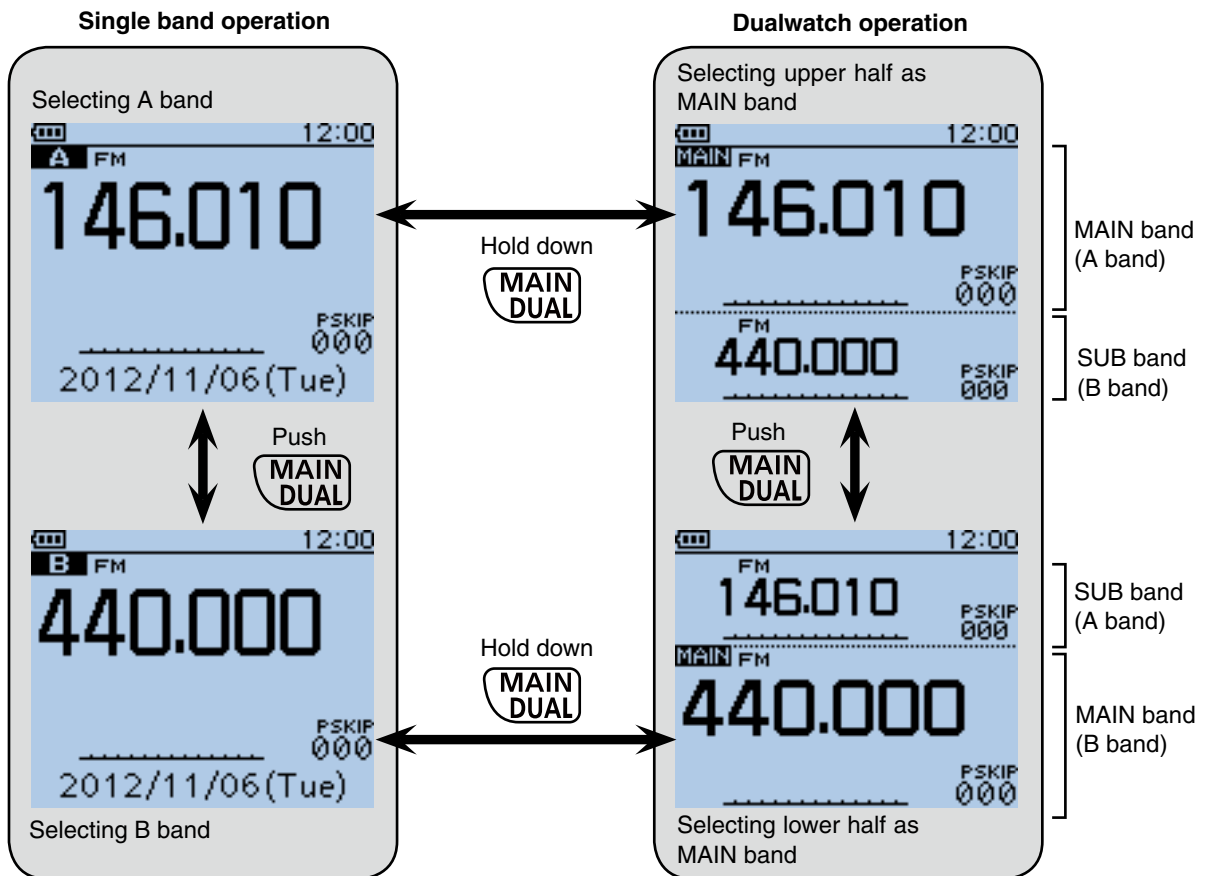 Single band operation
Dualwatch operation
Selecting A band
12:00
A FM
146.010
PSKIP
000
2012/11/06(Tue)
Push
MAIN
DUAL
12:00
B FM
440.000
PSKIP
000
2012/11/06(Tue)
Selecting B band
Hold down
MAIN
DUAL
Hold down
MAIN
DUAL
Selecting upper half as
MAIN band
12:00
MAIN FM
146.010
PSKIP
000
FM
440.000
PSKIP
000
MAIN band
(A band)
SUB band
(B band)
Push
MAIN
DUAL
12:00
FM
146.010
PSKIP
000
MAIN FM
440.000
PSKIP
000
Selecting lower half as
MAIN band
SUB band
(A band)
MAIN band
(B band)